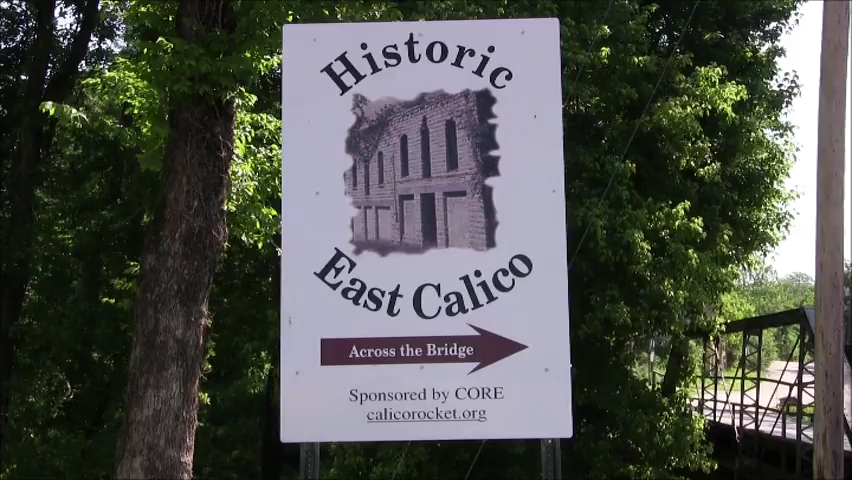 Historic
East Calico
Across the Bridge
Sponsored by CORE
calicorocket.org